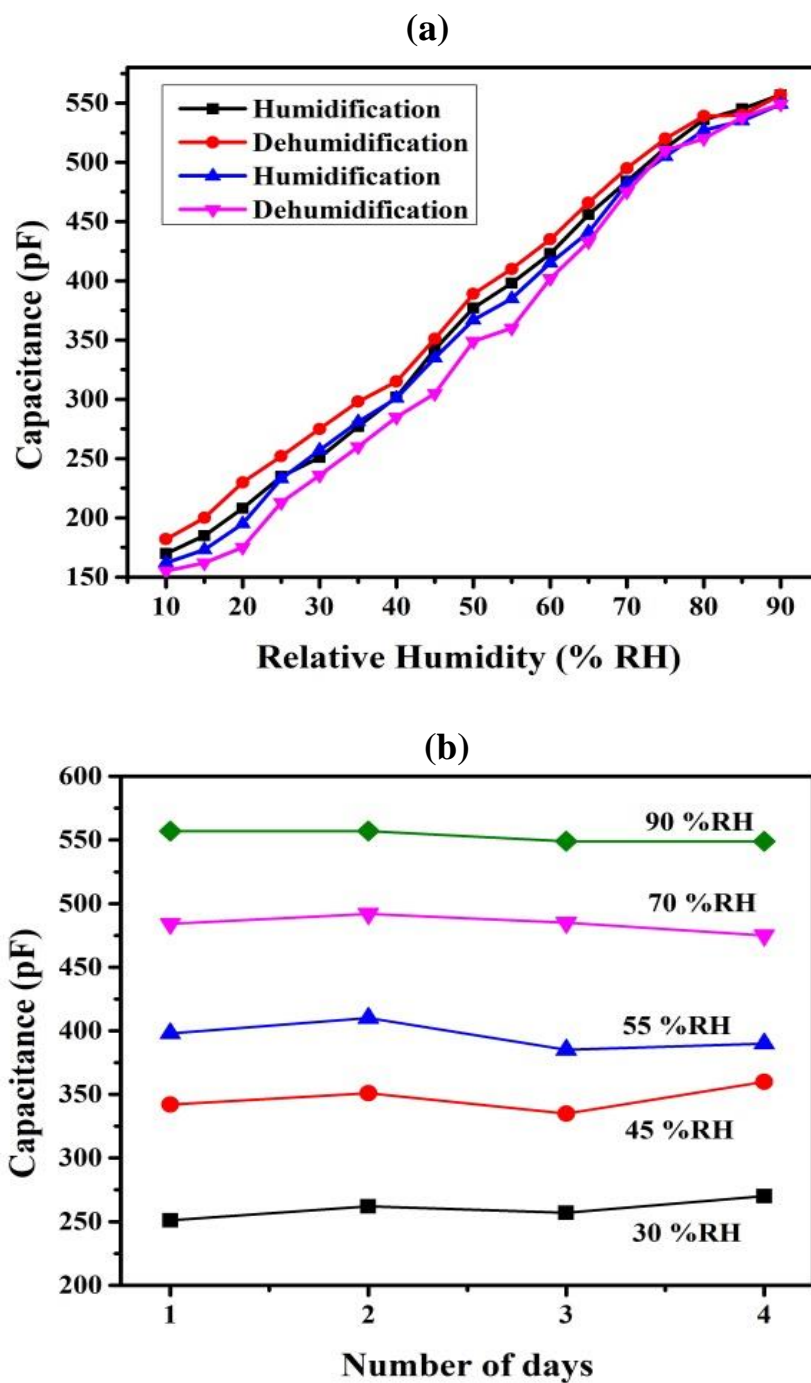 (a)
Humidification
Dehumidification
Humidification
Dehumidification
550
500
450
400
350
300
250
200
150
Capacitance (pF)
10 20 30 40 50 60 70 80 90
Relative Humidity (% RH)
(b)
600
550
500
450
400
350
300
250
200
Capacitance (pF)
90 %RH
70 %RH
55 %RH
45 %RH
30 %RH
1 2 3 4
Number of days